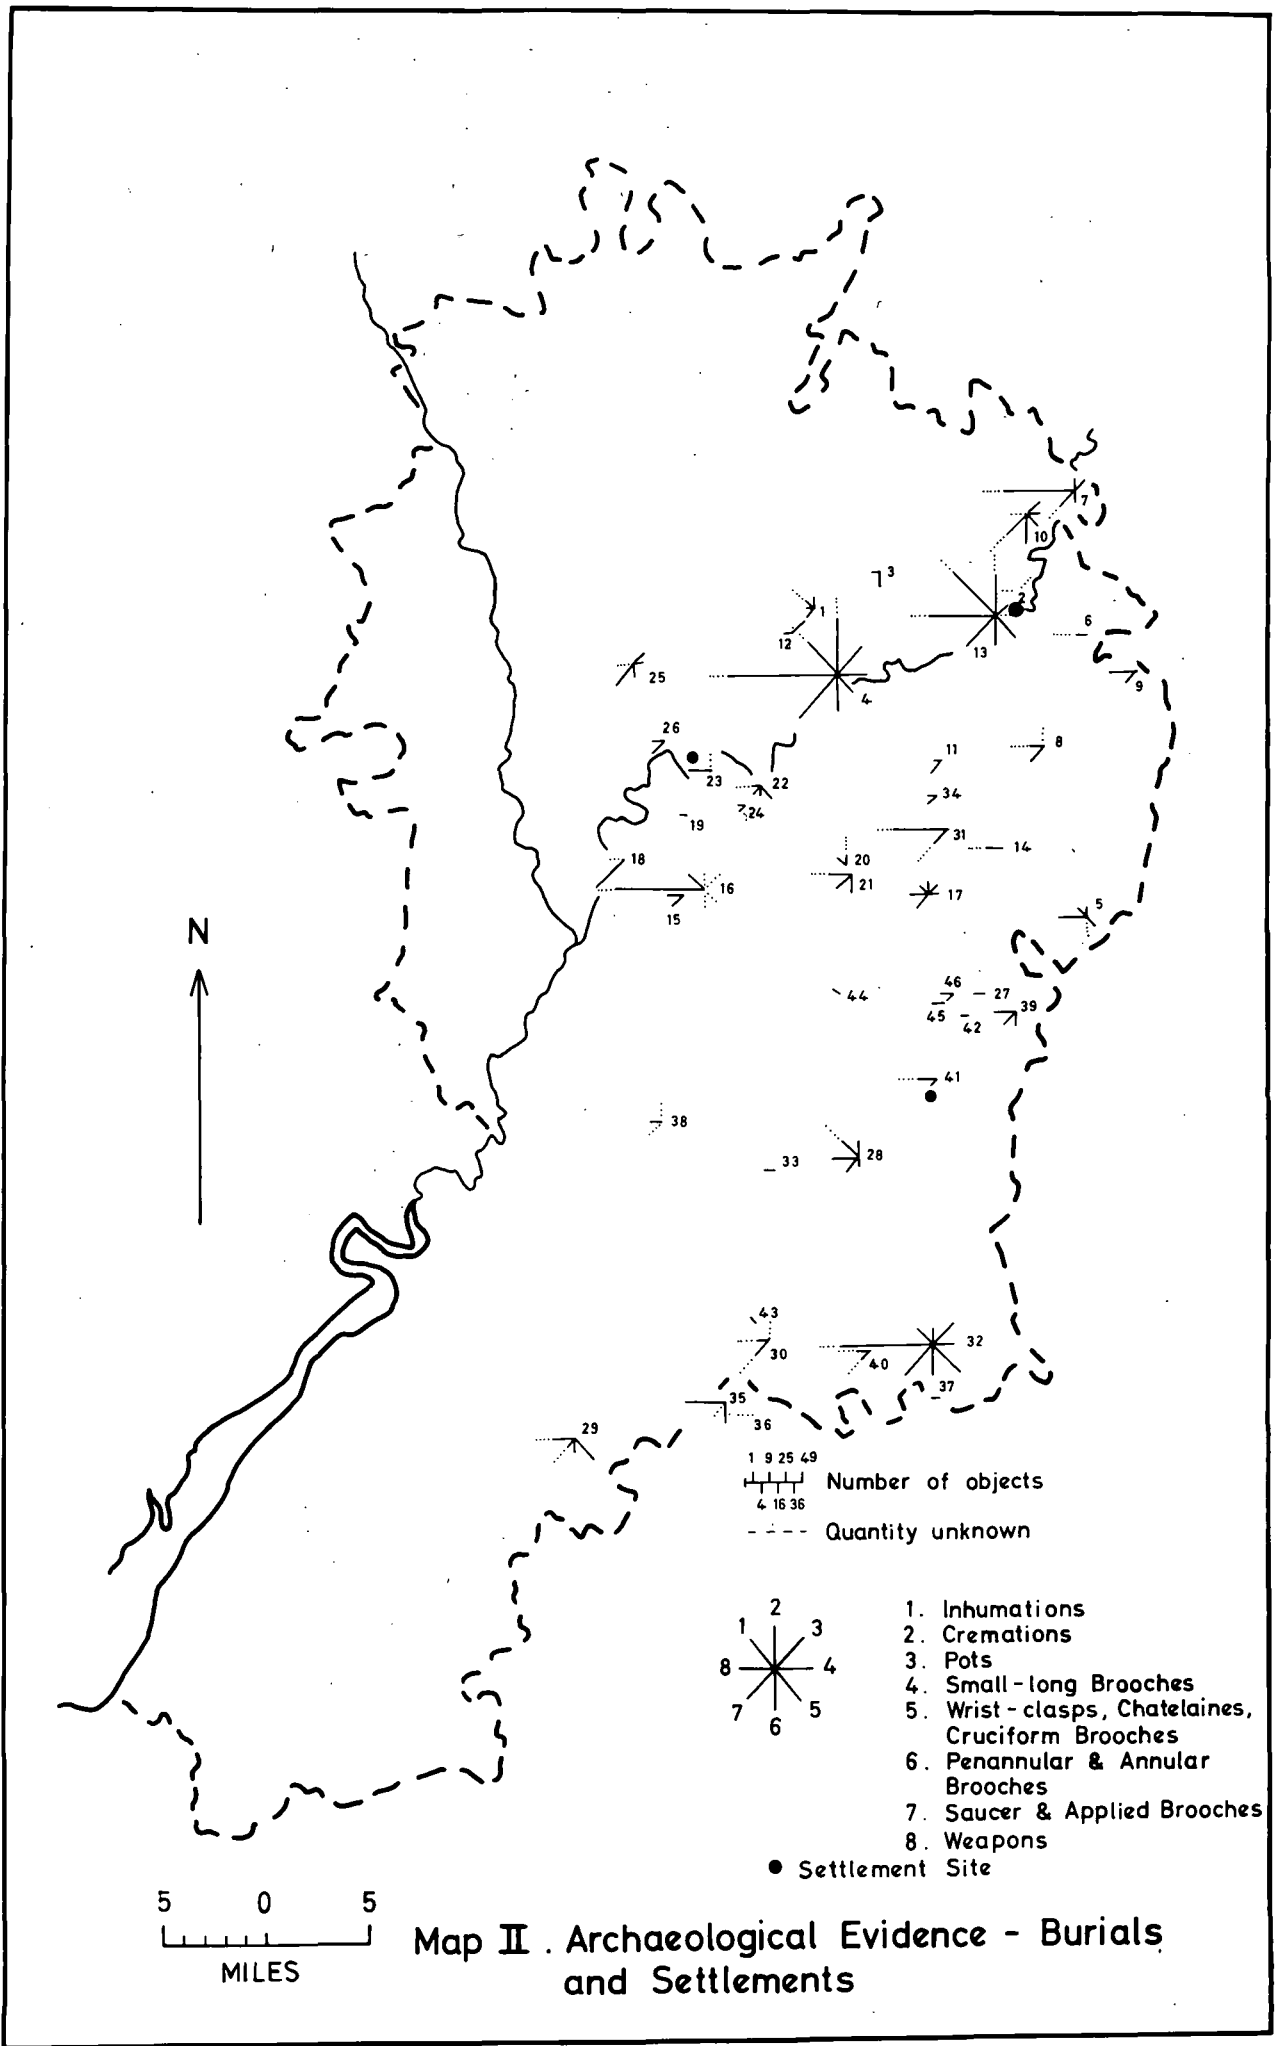 7
10
3
2
1
6
12
13
25
9
4
26
8
11
23
22
34
24
19
31
14
18
20
21
16
17
15
5
N
46
27
44
39
45
42
41
38
28
33
43
32
30
40
37
35
36
29
1 9 25 49
Number of objects
4 16 36
Quantity unknown
2
1 3
8 4
7 5
6
1. Inhumations
2. Cremations
3. Pots
4. Small-long Brooches
5. Wrist-clasps, Chatelaines,
Cruciform Brooches
6. Penannular & Annular
Brooches
7. Saucer & Applied Brooches
8. Weapons
Settlement Site
5 0 5
MILES
Map II. Archaeological Evidence - Burials
and Settlements